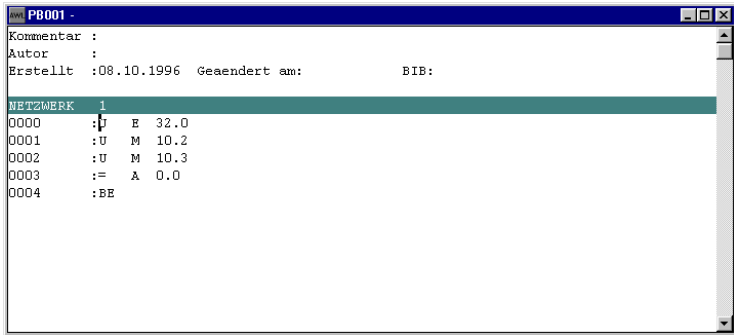 AWL PB001 -
Kommentar :
Autor :
Erstellt :08.10.1996 Geaendert am: BIB:
NETZWERK 1
0000 :U E 32.0
0001 :U M 10.2
0002 :U M 10.3
0003 := A 0.0
0004 :BE